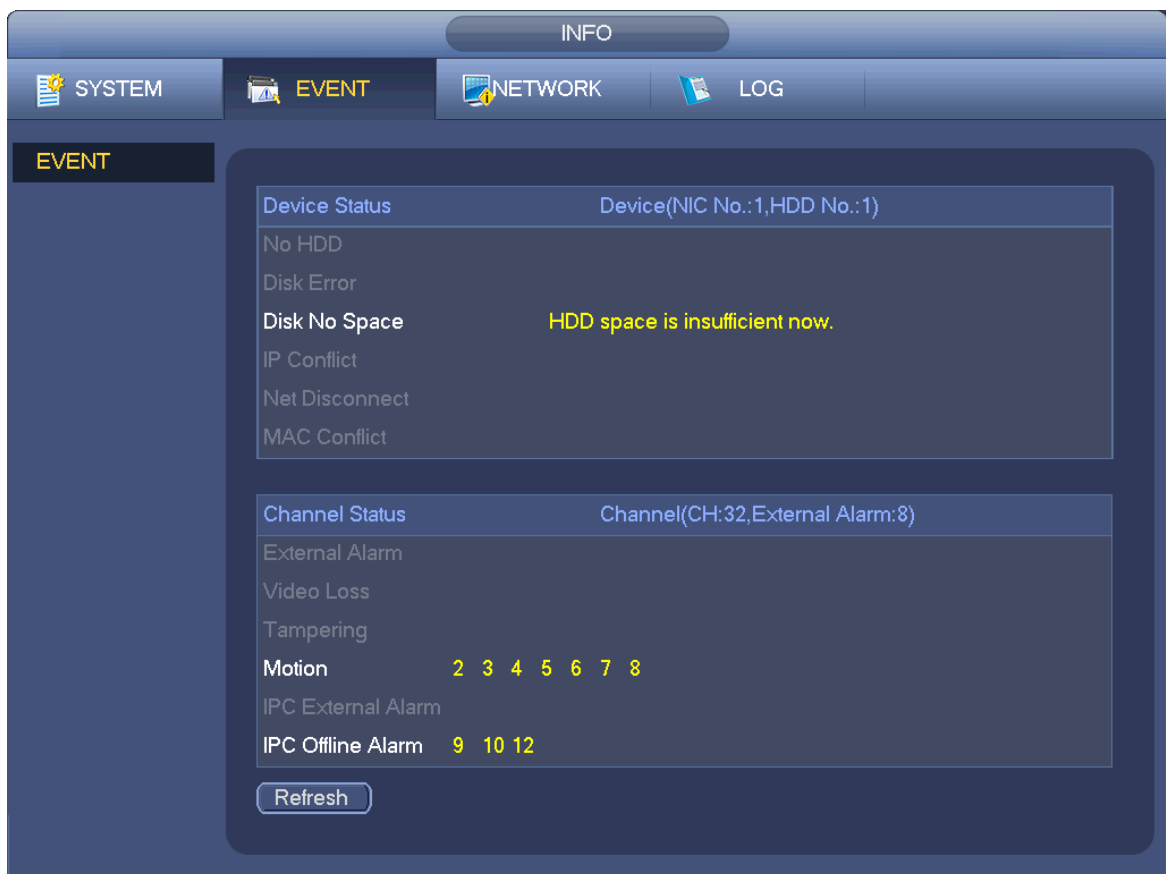 INFO
SYSTEM EVENT NETWORK LOG
EVENT
Device Status Device(NIC No.:1,HDD No.:1)
No HDD
Disk Error
Disk No Space HDD space is insufficient now.
IP Conflict
Net Disconnect
MAC Conflict
Channel Status Channel(CH:32,External Alarm:8)
External Alarm
Video Loss
Tampering
Motion 2 3 4 5 6 7 8
IPC External Alarm
IPC Offline Alarm 9 10 12
Refresh